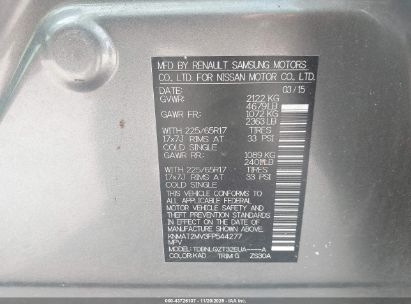 MFD BY RENAULT SAMSUNG MOTORS
CO., LTD. FOR NISSAN MOTOR CO., LTD.
DATE: 03/15
GVWR: 2122 KG
4679LB
GAWR FR: 1072 KG
2363LB
WITH 225/65R17 TIRES
17x7J RIMS AT 33 PSI
COLD SINGLE
GAWR RR: 1089 KG
2401LB
WITH 225/65R17 TIRES
17x7J RIMS AT 33 PSI
COLD SINGLE
THIS VEHICLE CONFORMS TO ALL
APPLICABLE FEDERAL MOTOR VEHICLE
SAFETY AND THEFT PREVENTION STANDARDS
IN EFFECT ON THE DATE OF
MANUFACTURE SHOWN ABOVE.
KNMAT2MV3FP544277
MPV
MODEL:
COLOR:KAD TRIM:G ZS30A